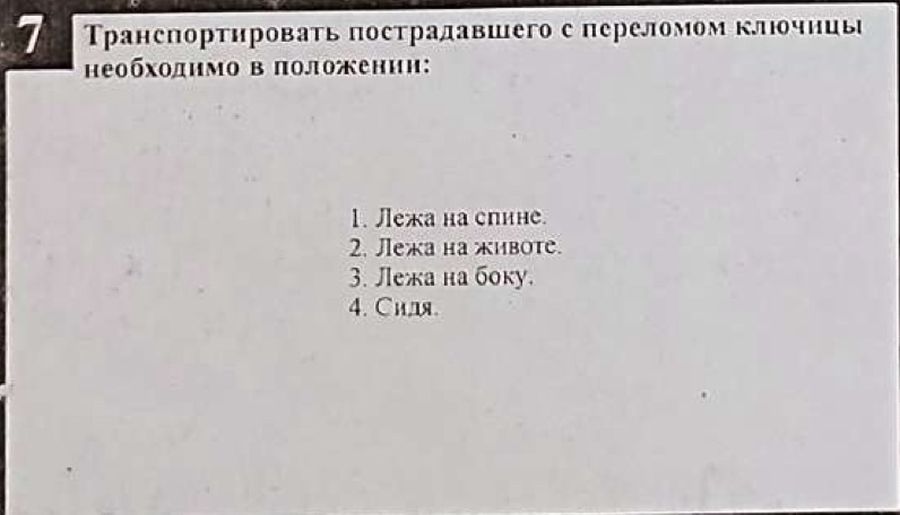 7
Транспортировать пострадавшего с переломом ключицы
необходимо в положении:
1. Лежа на спине.
2. Лежа на животе.
3. Лежа на боку.
4. Сидя.